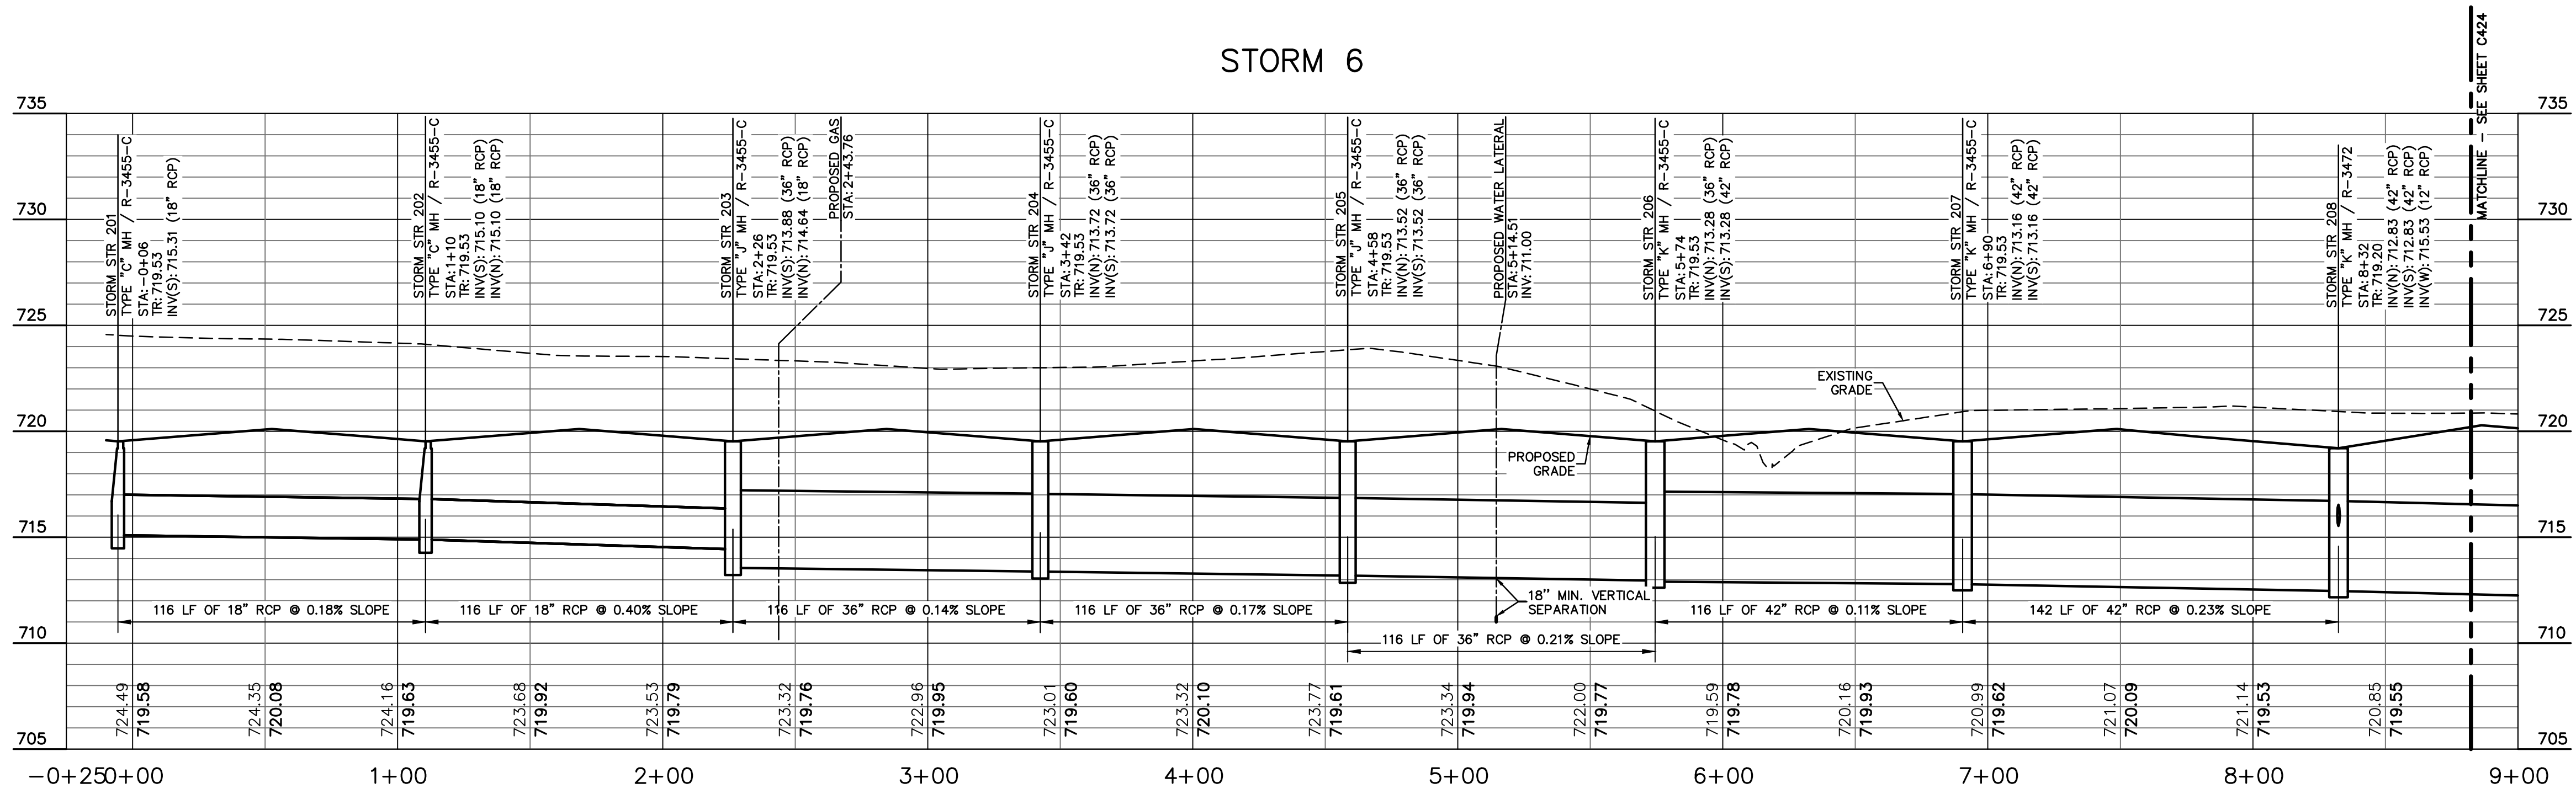 STORM 6
MATCHLINE - SEE SHEET C424
735
730
725
720
715
710
705
735
730
725
720
715
710
705
STORM STR 201
TYPE "C" MH / R-3455-C
STA:-0+06
TR:719.53
INV(S):715.31 (18" RCP)
STORM STR 202
TYPE "C" MH / R-3455-C
STA:1+10
TR:719.53
INV(S):715.10 (18" RCP)
INV(N):715.10 (18" RCP)
STORM STR 203
TYPE "J" MH / R-3455-C
STA:2+26
TR:719.53
INV(S):713.88 (36" RCP)
INV(N):714.64 (18" RCP)
PROPOSED GAS
STA:2+43.76
STORM STR 204
TYPE "J" MH / R-3455-C
STA:3+42
TR:719.53
INV(N):713.72 (36" RCP)
INV(S):713.72 (36" RCP)
STORM STR 205
TYPE "J" MH / R-3455-C
STA:4+58
TR:719.53
INV(N):713.52 (36" RCP)
INV(S):713.52 (36" RCP)
PROPOSED WATER LATERAL
STA:5+14.51
INV:711.00
STORM STR 206
TYPE "K" MH / R-3455-C
STA:5+74
TR:719.53
INV(N):713.28 (36" RCP)
INV(S):713.28 (42" RCP)
STORM STR 207
TYPE "K" MH / R-3455-C
STA:6+90
TR:719.53
INV(N):713.16 (42" RCP)
INV(S):713.16 (42" RCP)
STORM STR 208
TYPE "K" MH / R-3472
STA:8+32
TR:719.20
INV(N):712.83 (42" RCP)
INV(S):712.83 (42" RCP)
INV(W):715.53 (12" RCP)
EXISTING
GRADE
PROPOSED
GRADE
18" MIN. VERTICAL
SEPARATION
116 LF OF 18" RCP @ 0.18% SLOPE
116 LF OF 18" RCP @ 0.40% SLOPE
116 LF OF 36" RCP @ 0.14% SLOPE
116 LF OF 36" RCP @ 0.17% SLOPE
116 LF OF 36" RCP @ 0.21% SLOPE
116 LF OF 42" RCP @ 0.11% SLOPE
142 LF OF 42" RCP @ 0.23% SLOPE
724.49
719.58
724.35
720.08
724.16
719.63
723.68
719.92
723.53
719.79
723.32
719.76
722.96
719.95
723.01
719.60
723.32
720.10
723.77
719.61
723.34
719.94
722.00
719.77
719.59
719.78
720.16
719.93
720.99
719.62
721.07
720.09
721.14
719.53
720.85
719.55
-0+25
0+00
1+00
2+00
3+00
4+00
5+00
6+00
7+00
8+00
9+00